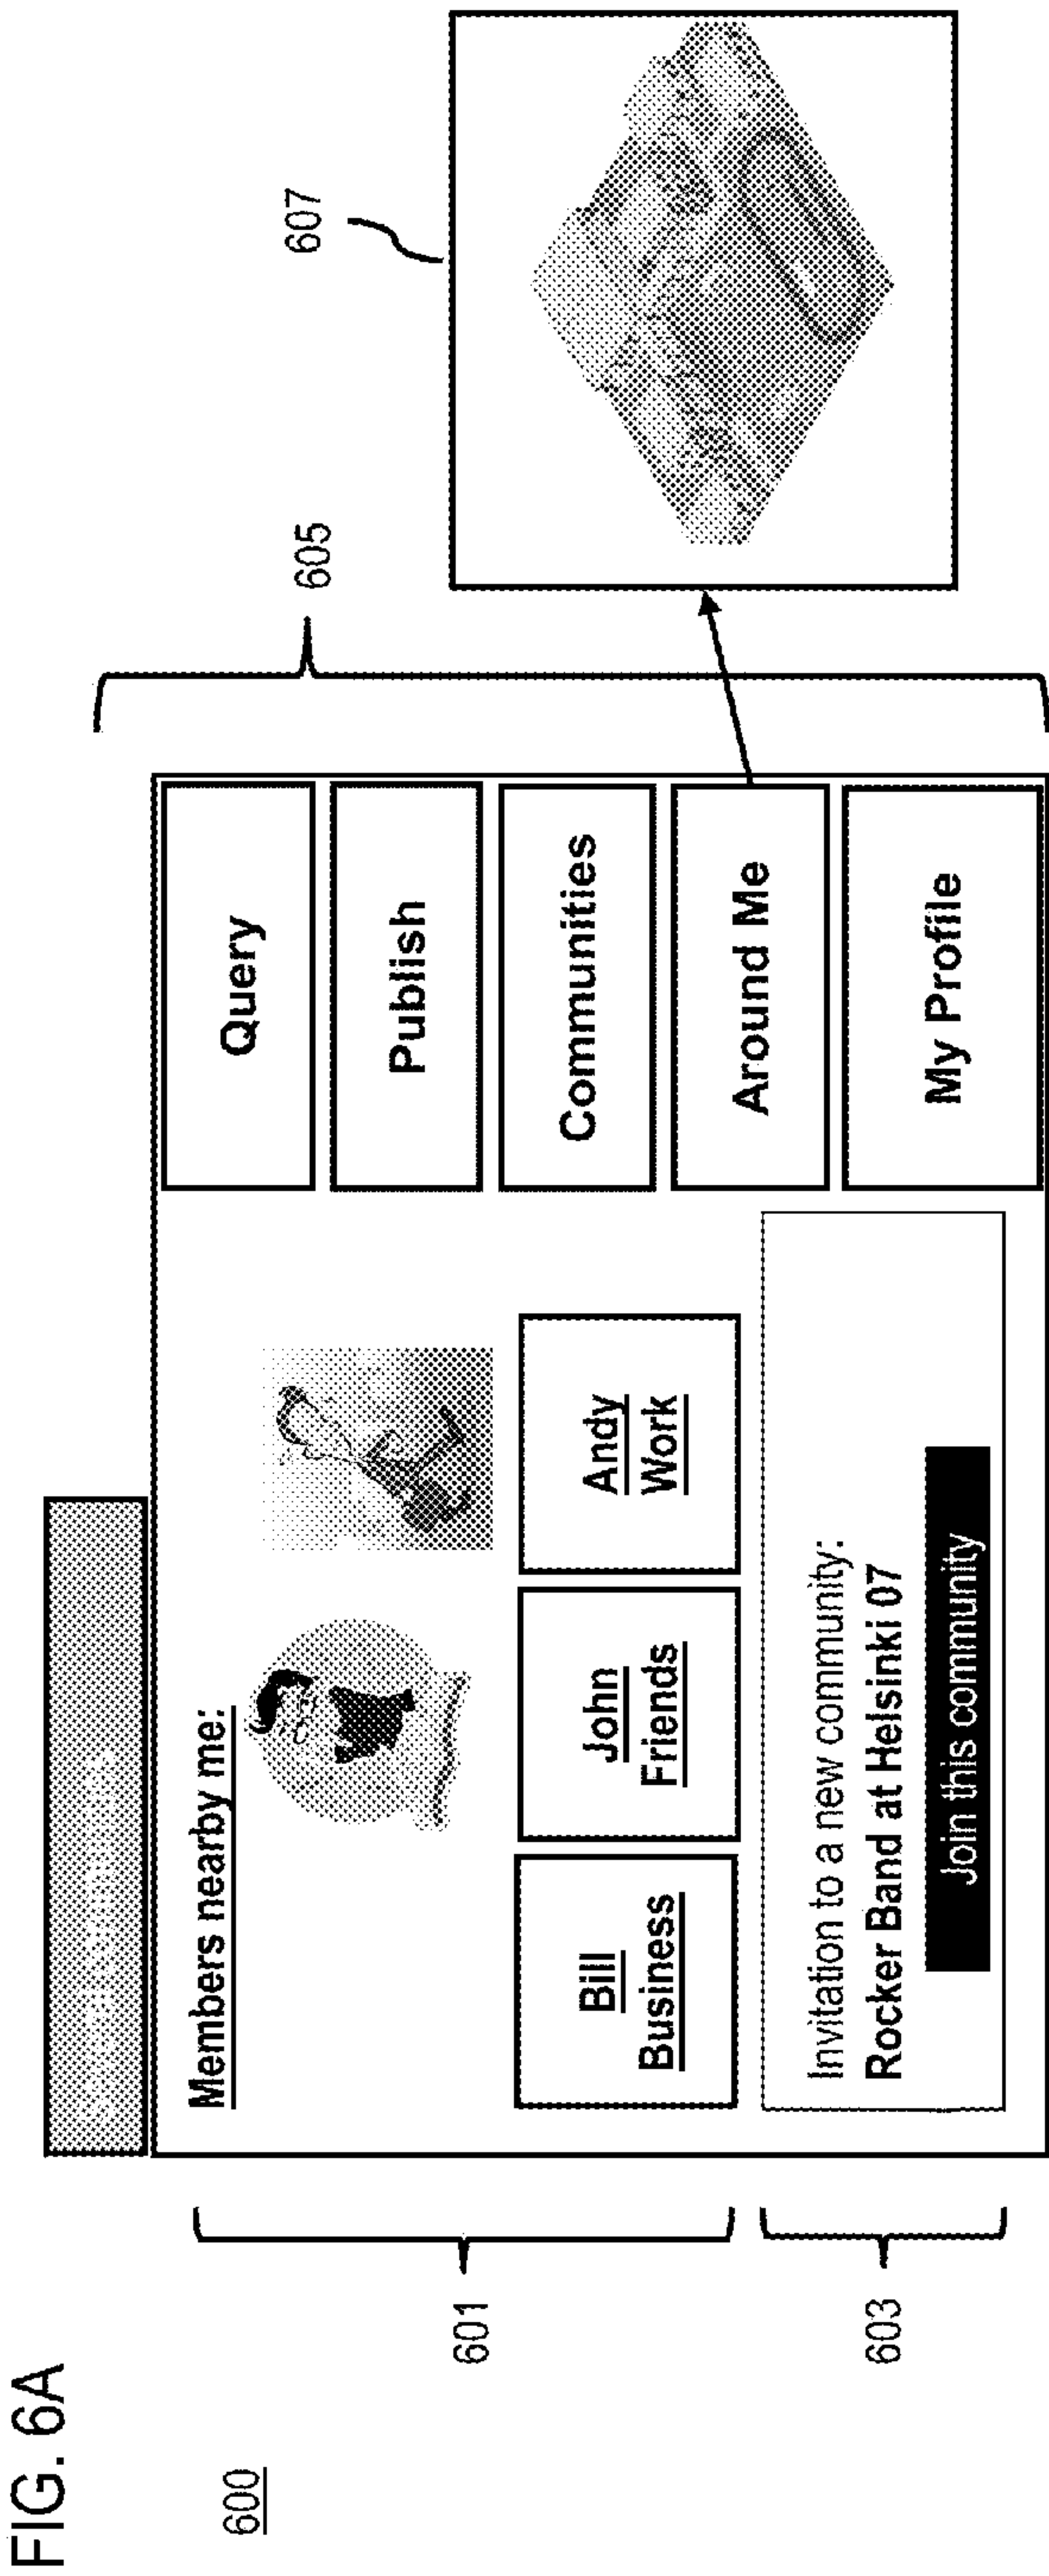 FIG. 6A
600
Members nearby me:
Bill
Business
John
Friends
Andy
Work
601
Invitation to a new community:
Rocker Band at Helsinki 07
Join this community
603
Query
Publish
Communities
Around Me
My Profile
605
607